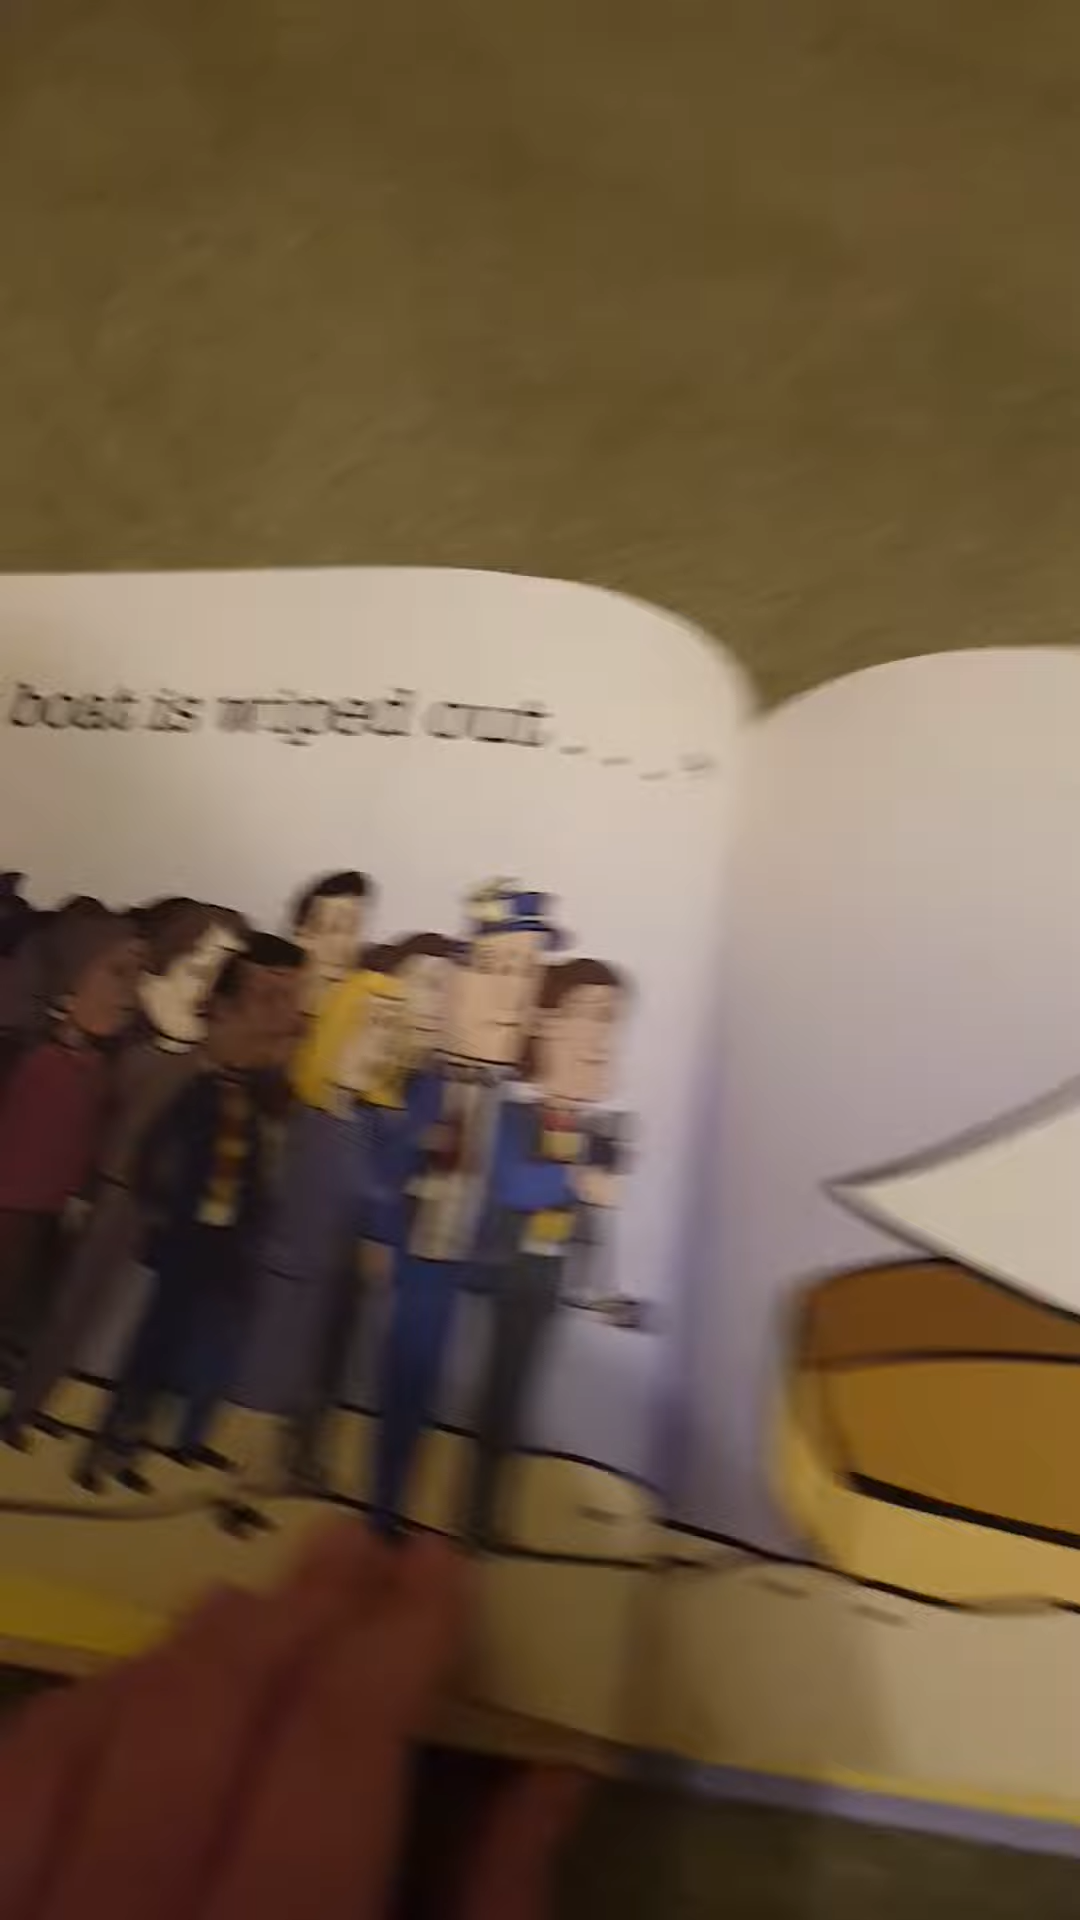 boat is wiped out . . . .